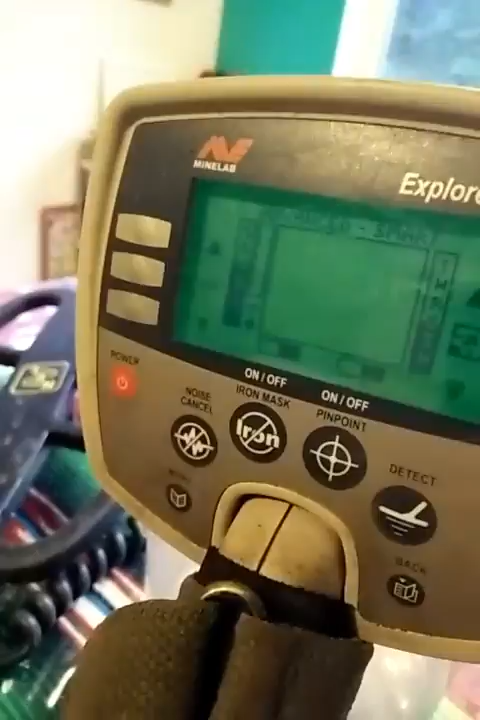 MINELAB
Explore
POWER
NOISE
CANCEL
ON / OFF
IRON MASK
Iron
ON / OFF
PINPOINT
DETECT
BACK